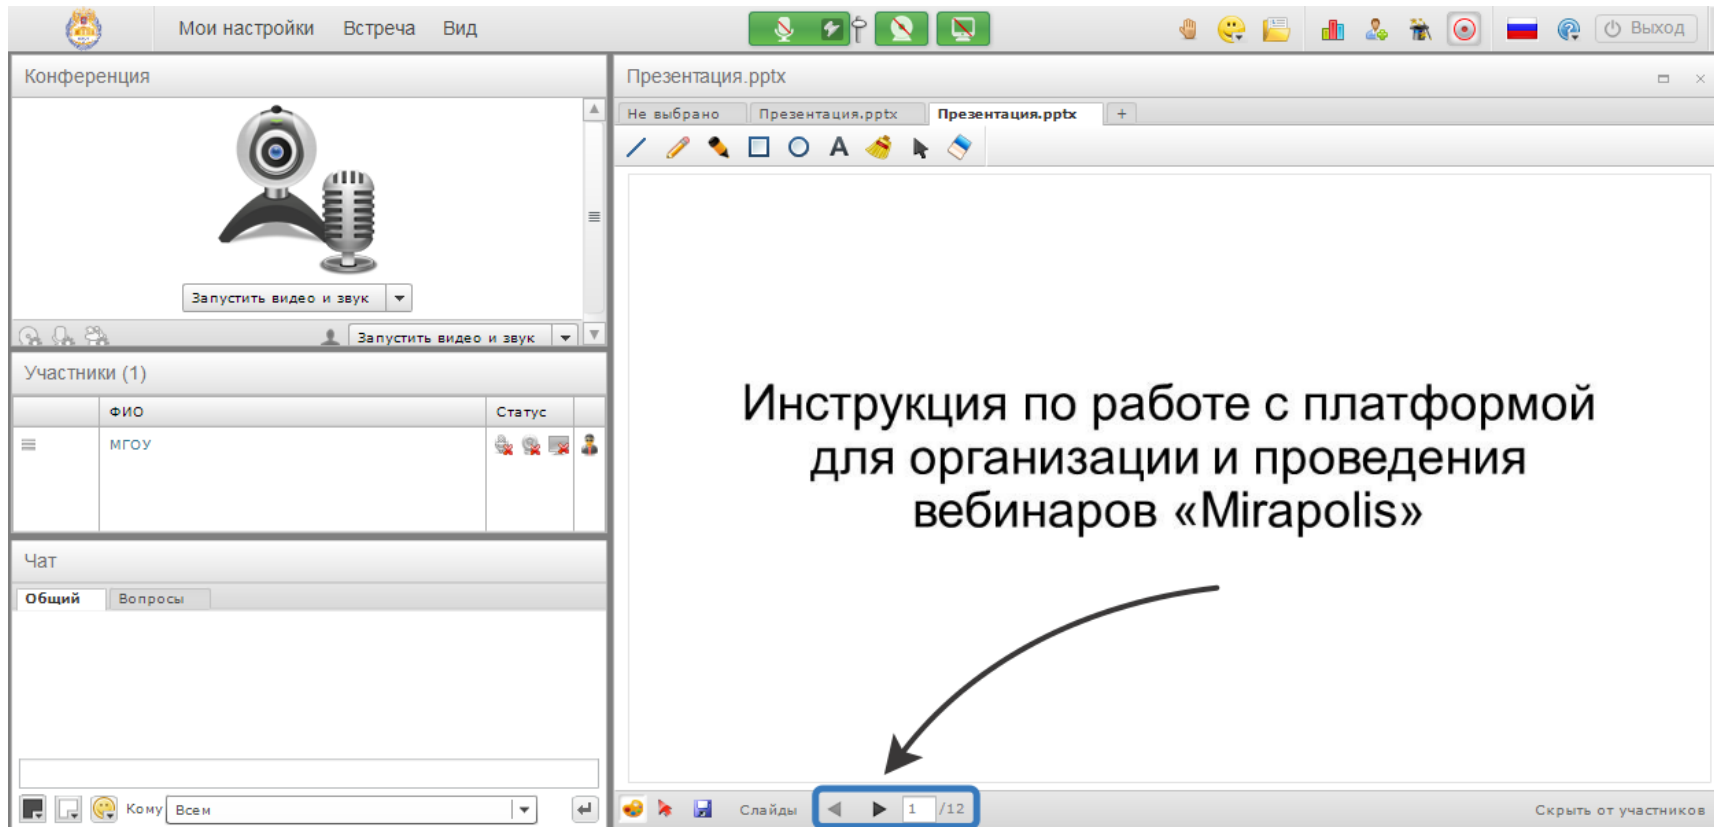 Мои настройки Встреча Вид
Выход
Конференция
Запустить видео и звук
Запустить видео и звук
Участники (1)
ФИО Статус
МГОУ
Чат
Общий Вопросы
Кому Всем
Презентация.pptx
Не выбрано Презентация.pptx Презентация.pptx +
A
Инструкция по работе с платформой
для организации и проведения
вебинаров «Mirapolis»
Слайды 1 /12
Скрыть от участников